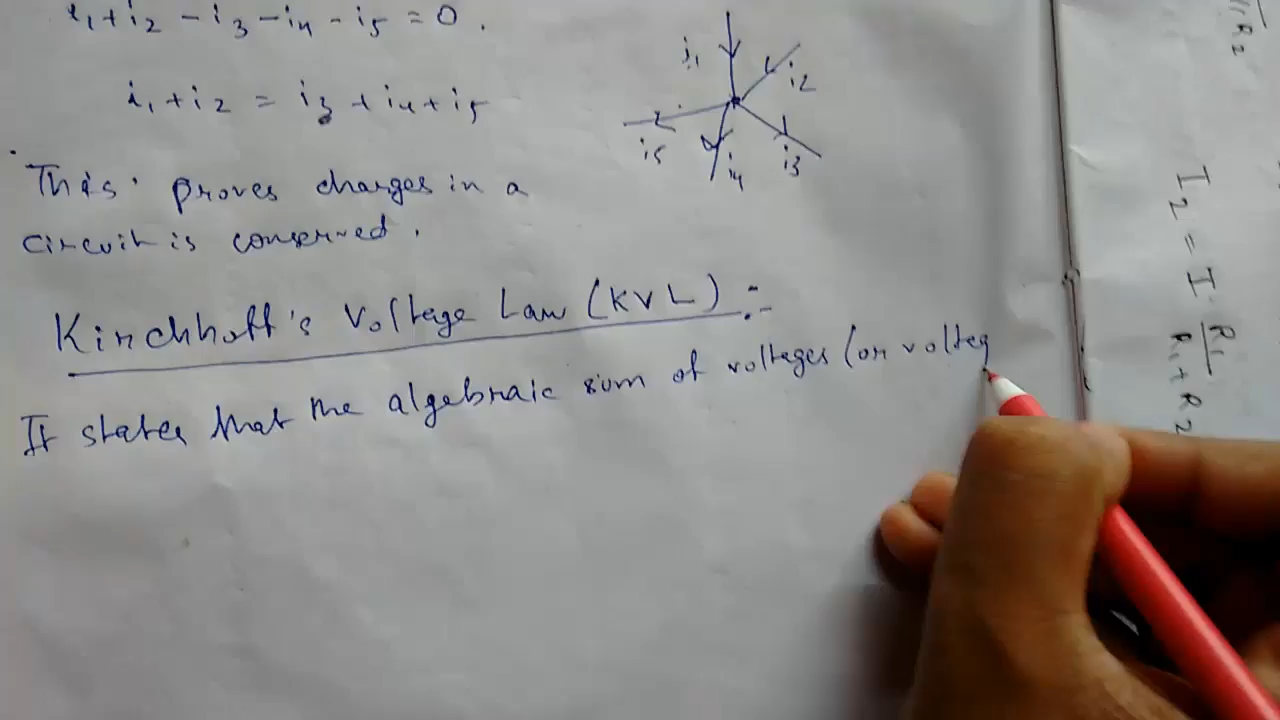 i1 + i2 - i3 - i4 - i5 = 0.
i1 + i2 = i3 + i4 + i5
This proves charges in a
circuit is conserved.
i1
i2
i3
i4
i5
Kirchhoff's Voltage Law (KVL) :-
It states that the algebraic sum of voltages (or volteg
R2
I2 = I R1 / R1 + R2